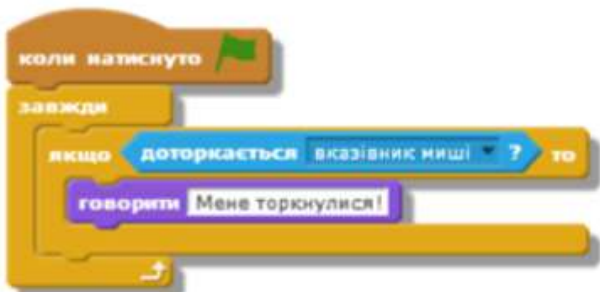 коли натиснуто
завжди
якщо доторкається вказівник миші ? то
говорити Мене торкнулися!